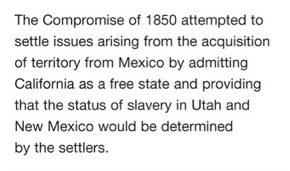 The Compromise of 1850 attempted to
settle issues arising from the acquisition
of territory from Mexico by admitting
California as a free state and providing
that the status of slavery in Utah and
New Mexico would be determined
by the settlers.